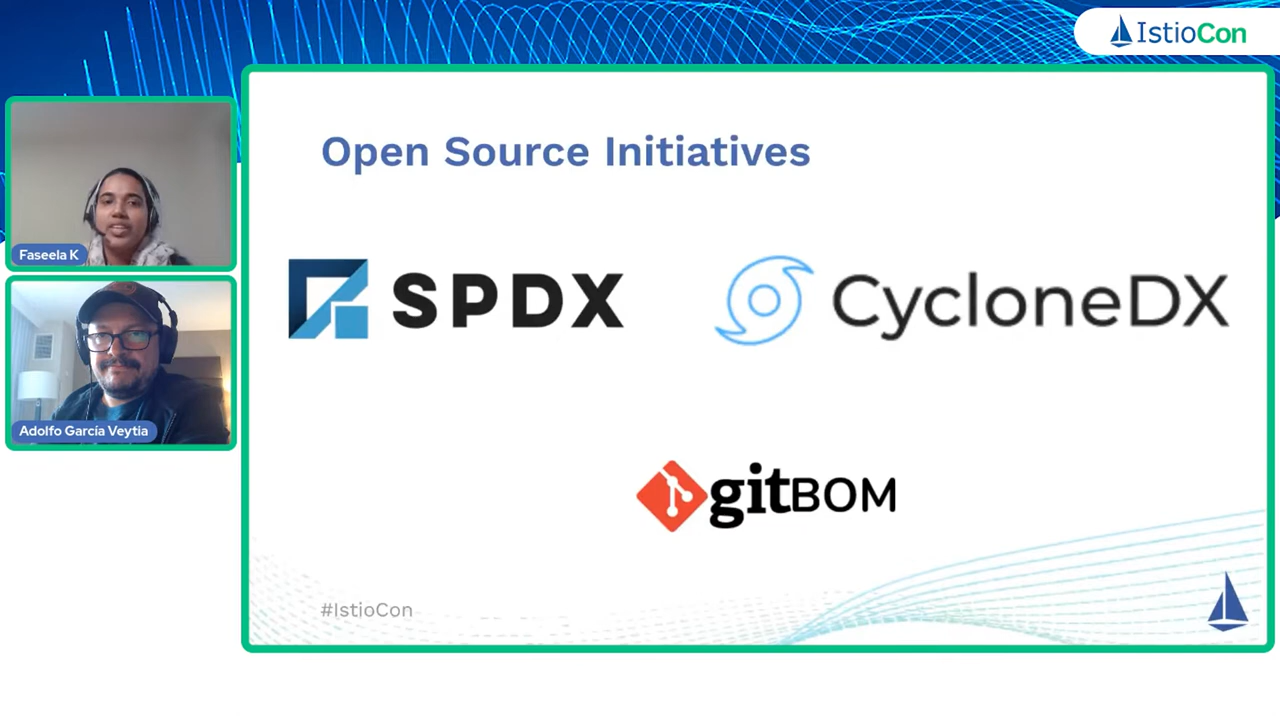 IstioCon
Open Source Initiatives
Faseela K
SPDX
CycloneDX
Adolfo García Veytia
gitBOM
#IstioCon